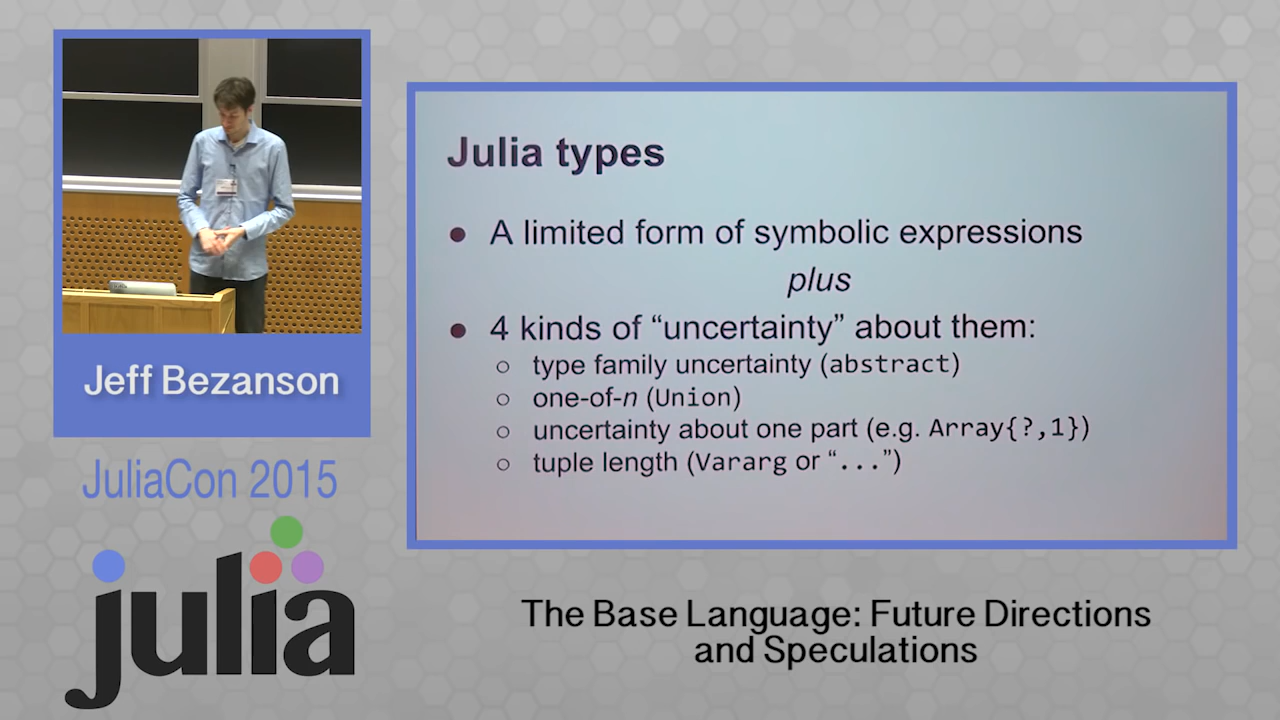 Jeff Bezanson
JuliaCon 2015
julia
Julia types
● A limited form of symbolic expressions
plus
● 4 kinds of “uncertainty” about them:
○ type family uncertainty (abstract)
○ one-of-n (Union)
○ uncertainty about one part (e.g. Array{?,1})
○ tuple length (Vararg or “...”)
The Base Language: Future Directions
and Speculations